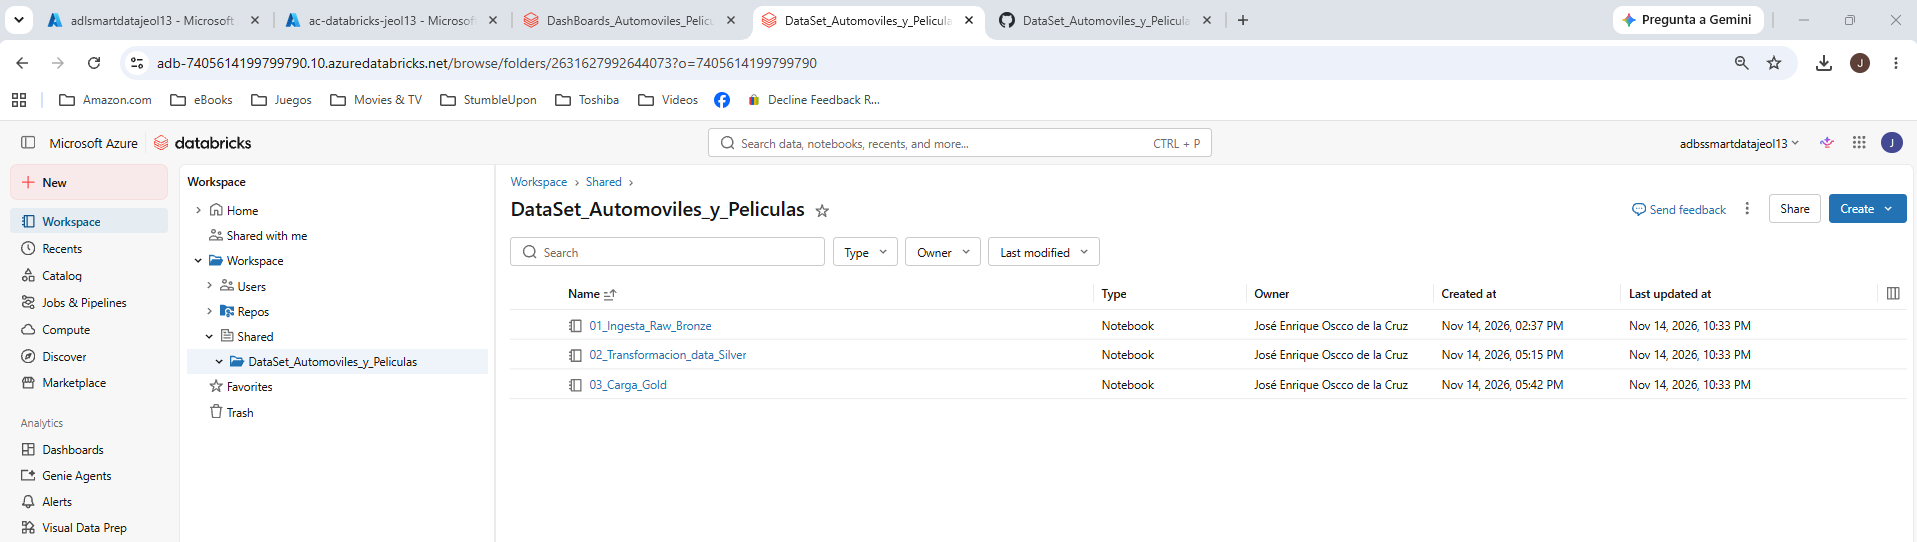 adlsmartdatajeol13 - Microsoft
ac-databricks-jeol13 - Microsof
DashBoards_Automoviles_Pelicu
DataSet_Automoviles_y_Pelicula
DataSet_Automoviles_y_Pelicula
Pregunta a Gemini
adb-7405614199799790.10.azuredatabricks.net/browse/folders/2631627992644073?o=7405614199799790
J
Amazon.com
eBooks
Juegos
Movies & TV
StumbleUpon
Toshiba
Videos
Decline Feedback R...
Microsoft Azure
databricks
Search data, notebooks, recents, and more...
CTRL + P
adbssmartdatajeol13
J
New
Workspace
Recents
Catalog
Jobs & Pipelines
Compute
Discover
Marketplace
Analytics
Dashboards
Genie Agents
Alerts
Visual Data Prep
Workspace
Home
Shared with me
Workspace
Users
Repos
Shared
DataSet_Automoviles_y_Peliculas
Favorites
Trash
Workspace › Shared ›
DataSet_Automoviles_y_Peliculas
Send feedback
Share
Create
Search
Type
Owner
Last modified
Name Type Owner Created at Last updated at
01_Ingesta_Raw_Bronze Notebook José Enrique Oscco de la Cruz Nov 14, 2026, 02:37 PM Nov 14, 2026, 10:33 PM
02_Transformacion_data_Silver Notebook José Enrique Oscco de la Cruz Nov 14, 2026, 05:15 PM Nov 14, 2026, 10:33 PM
03_Carga_Gold Notebook José Enrique Oscco de la Cruz Nov 14, 2026, 05:42 PM Nov 14, 2026, 10:33 PM